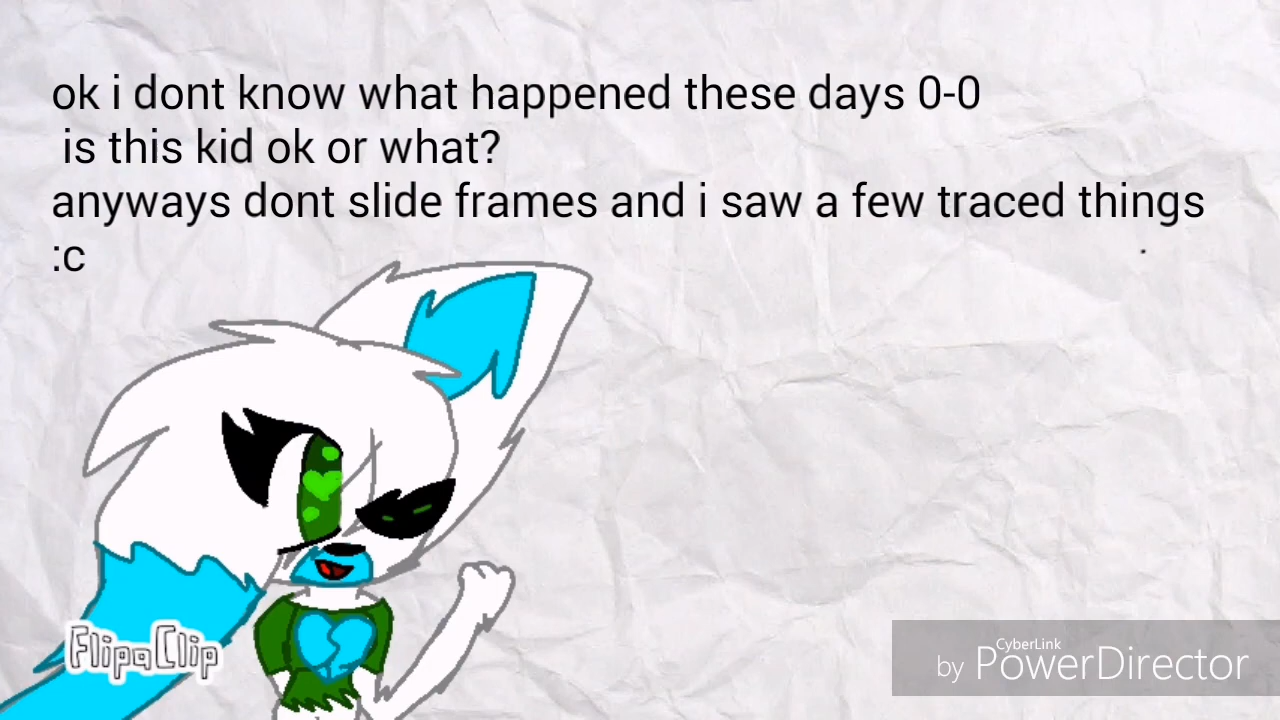 ok i dont know what happened these days 0-0
is this kid ok or what?
anyways dont slide frames and i saw a few traced things
:c
FlipaClip
CyberLink
by PowerDirector